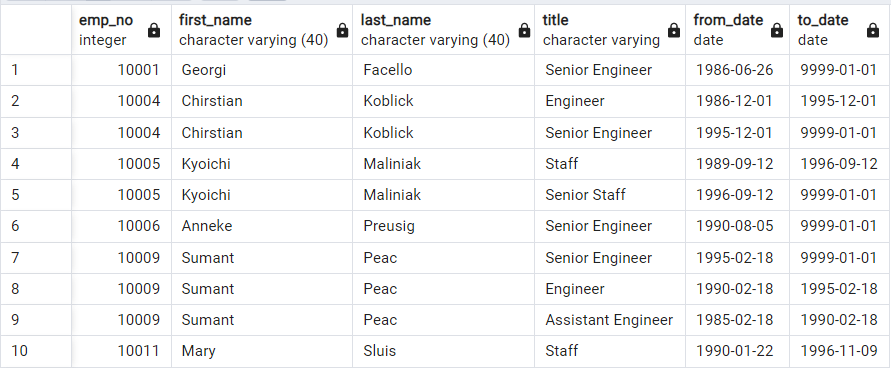 emp_no first_name last_name title from_date to_date
integer character varying (40) character varying (40) character varying date date
1 10001 Georgi Facello Senior Engineer 1986-06-26 9999-01-01
2 10004 Chirstian Koblick Engineer 1986-12-01 1995-12-01
3 10004 Chirstian Koblick Senior Engineer 1995-12-01 9999-01-01
4 10005 Kyoichi Maliniak Staff 1989-09-12 1996-09-12
5 10005 Kyoichi Maliniak Senior Staff 1996-09-12 9999-01-01
6 10006 Anneke Preusig Senior Engineer 1990-08-05 9999-01-01
7 10009 Sumant Peac Senior Engineer 1995-02-18 9999-01-01
8 10009 Sumant Peac Engineer 1990-02-18 1995-02-18
9 10009 Sumant Peac Assistant Engineer 1985-02-18 1990-02-18
10 10011 Mary Sluis Staff 1990-01-22 1996-11-09